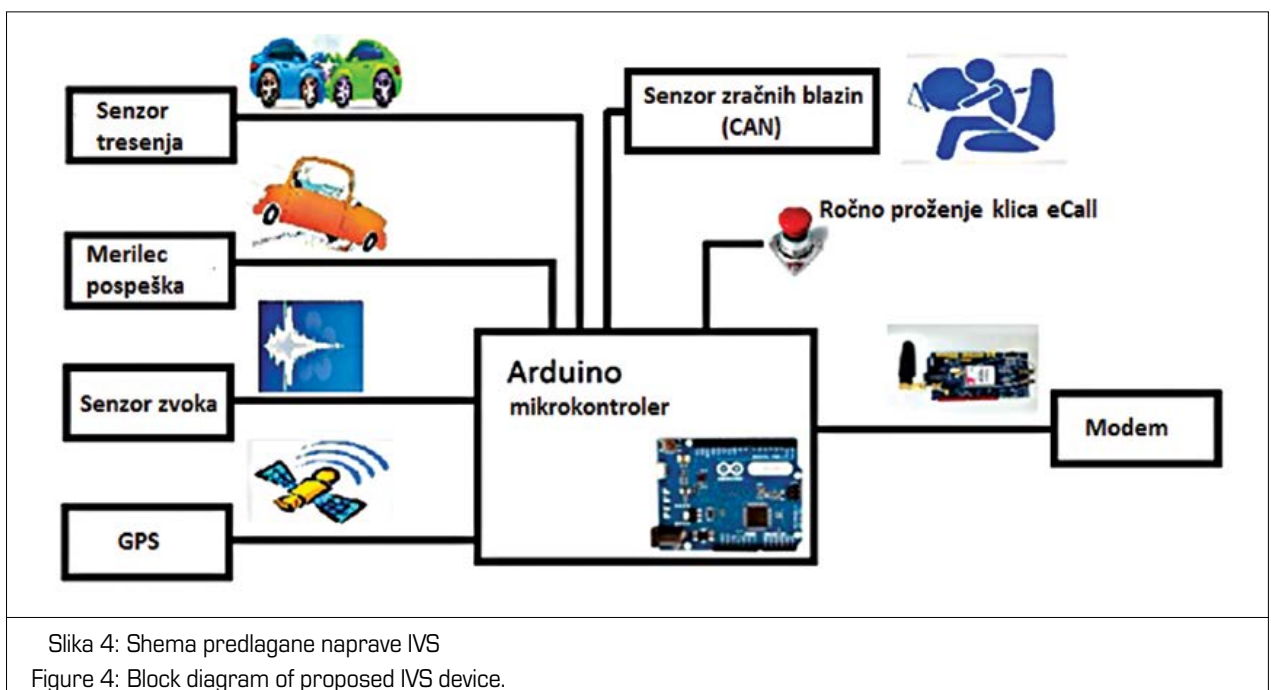 Senzor
tresenja
Senzor zračnih blazin
(CAN)
Ročno proženje klica eCall
Merilec
pospeška
Arduino
mikrokontroler
Senzor zvoka
Modem
GPS
Slika 4: Shema predlagane naprave IVS
Figure 4: Block diagram of proposed IVS device.